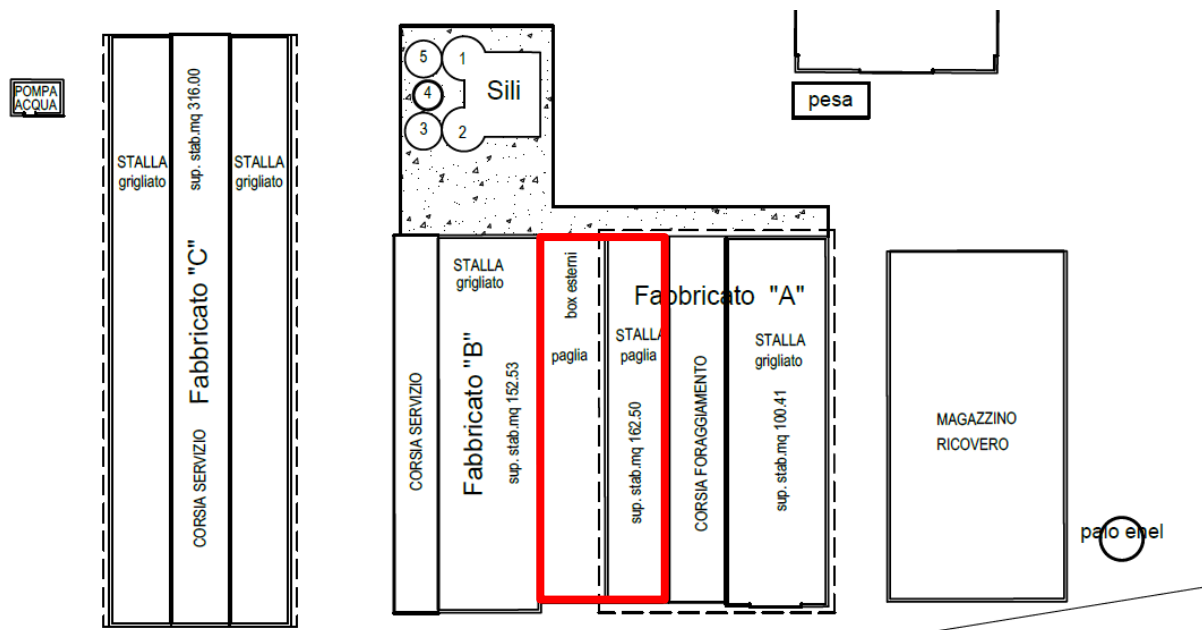 POMPA
ACQUA
STALLA
grigliato
sup. stab.mq 316.00
Fabbricato "C"
CORSIA SERVIZIO
STALLA
grigliato
5
1
4
3
2
Sili
pesa
CORSIA SERVIZIO
STALLA
grigliato
Fabbricato "B"
sup. stab.mq 152.53
box esterni
paglia
Fabbricato "A"
STALLA
paglia
sup. stab.mq 162.50
CORSIA FORAGGIAMENTO
STALLA
grigliato
sup. stab.mq 100.41
MAGAZZINO
RICOVERO
palo enel